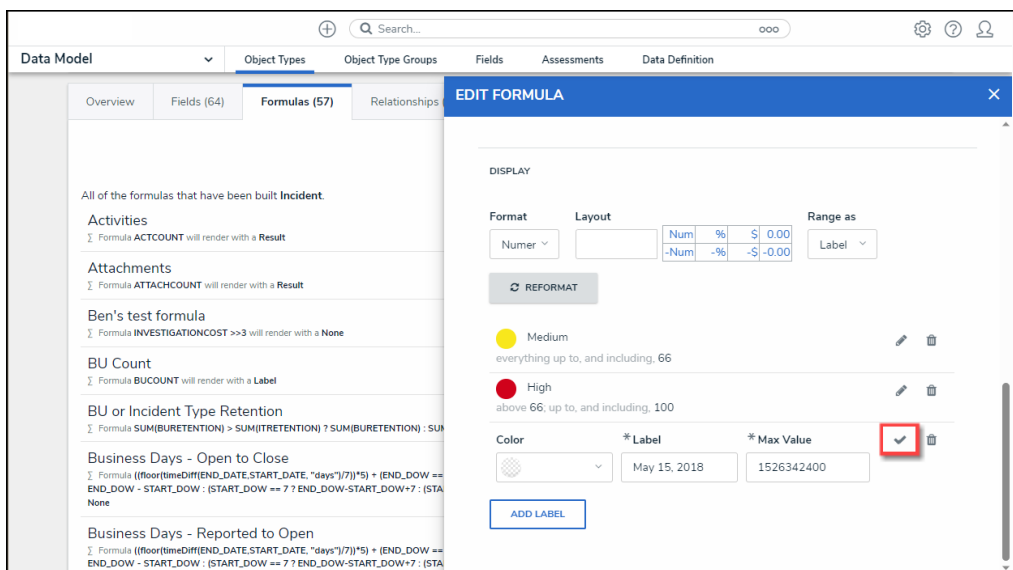 Search...
ooo
Data Model
Object Types
Object Type Groups
Fields
Assessments
Data Definition
Overview
Fields (64)
Formulas (57)
Relationships
All of the formulas that have been built Incident.
Activities
∑ Formula ACTCOUNT will render with a Result
Attachments
∑ Formula ATTACHCOUNT will render with a Result
Ben's test formula
∑ Formula INVESTIGATIONCOST >>3 will render with a None
BU Count
∑ Formula BUCOUNT will render with a Label
BU or Incident Type Retention
∑ Formula SUM(BURETENTION) > SUM(ITRETENTION) ? SUM(BURETENTION) : SUM
Business Days - Open to Close
∑ Formula ((floor(timeDiff(END_DATE,START_DATE, "days")/7))*5) + (END_DOW ==
END_DOW - START_DOW : (START_DOW == 7 ? END_DOW-START_DOW+7 : (STA
None
Business Days - Reported to Open
∑ Formula ((floor(timeDiff(END_DATE,START_DATE, "days")/7))*5) + (END_DOW ==
END_DOW - START_DOW : (START_DOW == 7 ? END_DOW-START_DOW+7 : (STA
EDIT FORMULA
DISPLAY
Format Layout Range as
Numer
Num % $ 0.00
-Num -% -$ -0.00
Label
REFORMAT
Medium
everything up to, and including, 66
High
above 66, up to, and including, 100
Color *Label *Max Value
May 15, 2018 1526342400
ADD LABEL